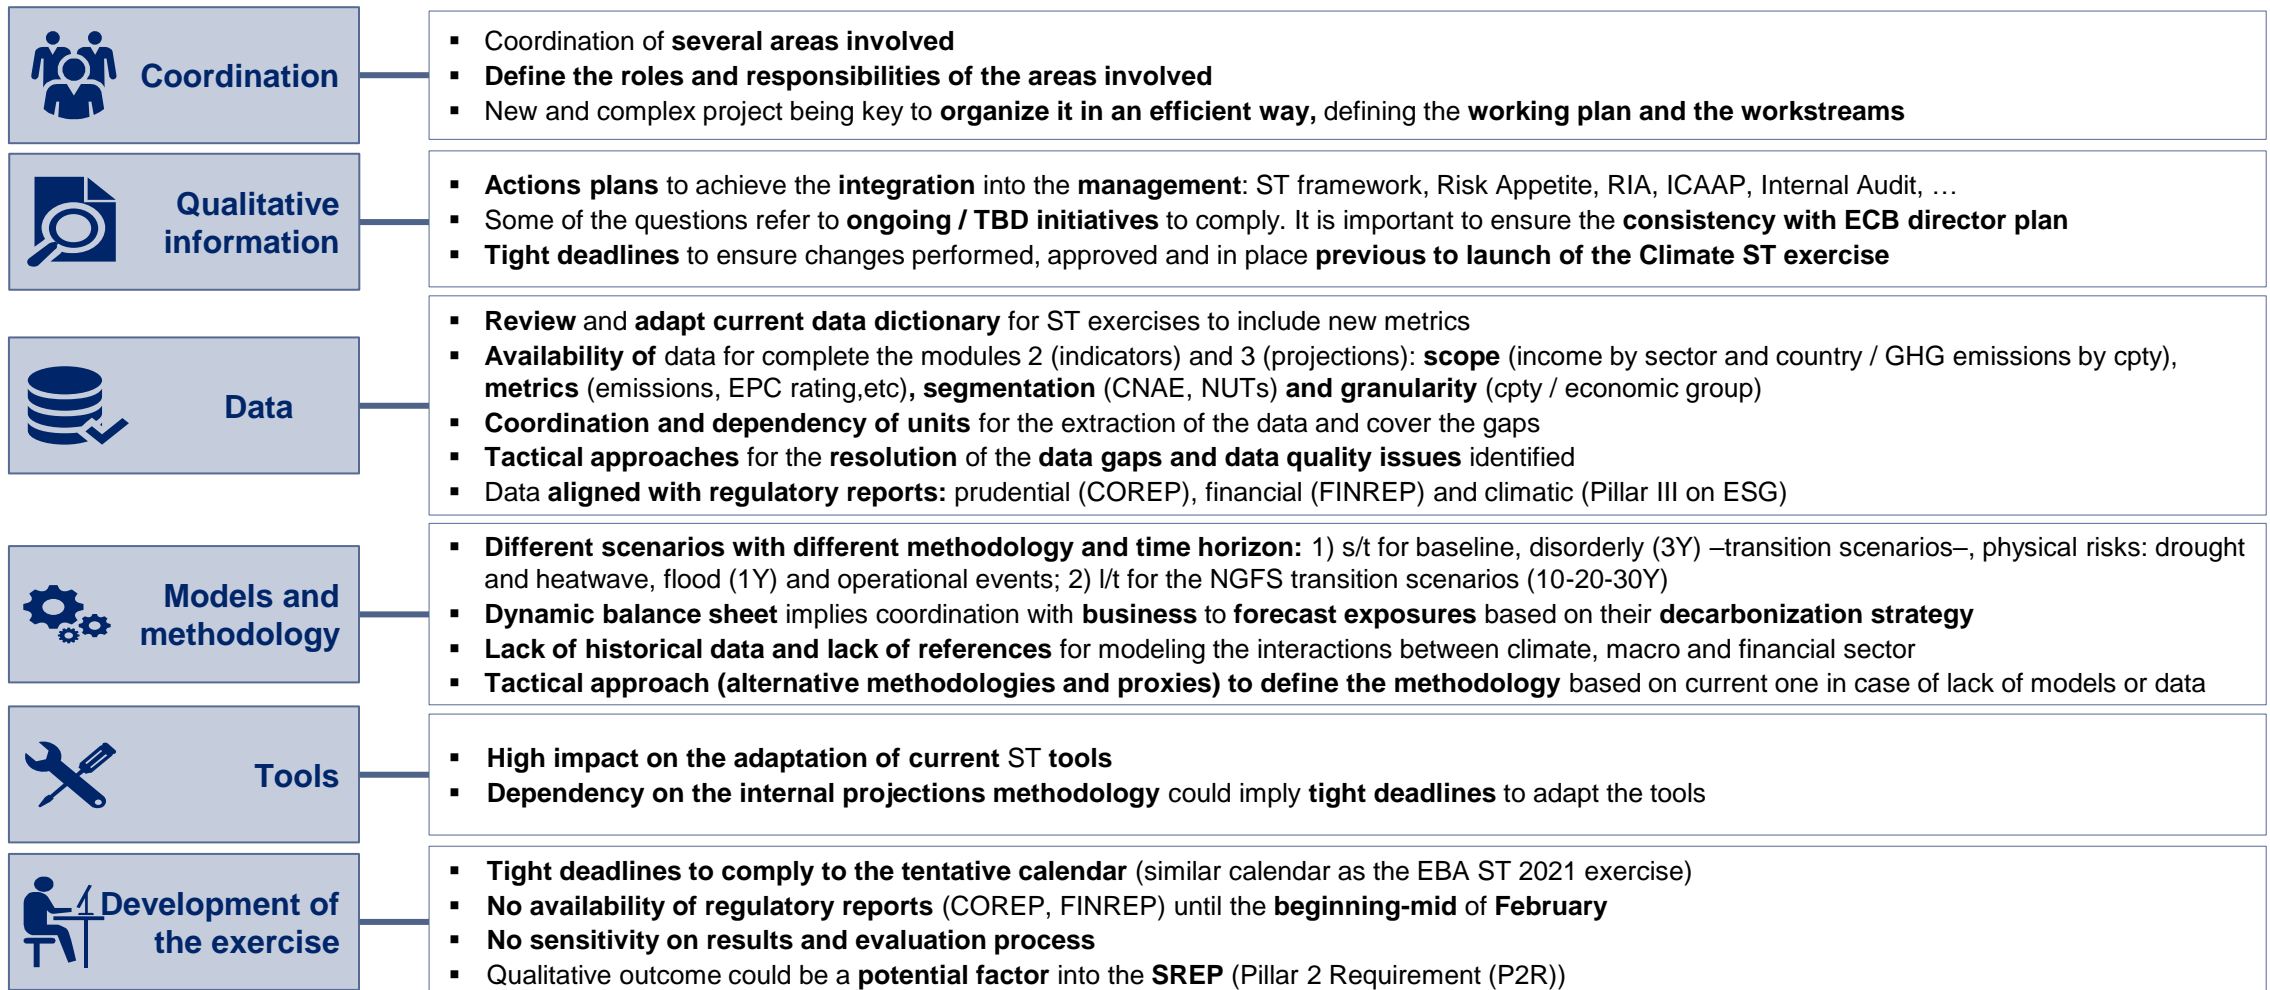 Coordination
▪ Coordination of several areas involved
▪ Define the roles and responsibilities of the areas involved
▪ New and complex project being key to organize it in an efficient way, defining the working plan and the workstreams
Qualitative
information
▪ Actions plans to achieve the integration into the management: ST framework, Risk Appetite, RIA, ICAAP, Internal Audit, …
▪ Some of the questions refer to ongoing / TBD initiatives to comply. It is important to ensure the consistency with ECB director plan
▪ Tight deadlines to ensure changes performed, approved and in place previous to launch of the Climate ST exercise
Data
▪ Review and adapt current data dictionary for ST exercises to include new metrics
▪ Availability of data for complete the modules 2 (indicators) and 3 (projections): scope (income by sector and country / GHG emissions by cpty),
metrics (emissions, EPC rating,etc), segmentation (CNAE, NUTs) and granularity (cpty / economic group)
▪ Coordination and dependency of units for the extraction of the data and cover the gaps
▪ Tactical approaches for the resolution of the data gaps and data quality issues identified
▪ Data aligned with regulatory reports: prudential (COREP), financial (FINREP) and climatic (Pillar III on ESG)
Models and
methodology
▪ Different scenarios with different methodology and time horizon: 1) s/t for baseline, disorderly (3Y) –transition scenarios–, physical risks: drought
and heatwave, flood (1Y) and operational events; 2) l/t for the NGFS transition scenarios (10-20-30Y)
▪ Dynamic balance sheet implies coordination with business to forecast exposures based on their decarbonization strategy
▪ Lack of historical data and lack of references for modeling the interactions between climate, macro and financial sector
▪ Tactical approach (alternative methodologies and proxies) to define the methodology based on current one in case of lack of models or data
Tools
▪ High impact on the adaptation of current ST tools
▪ Dependency on the internal projections methodology could imply tight deadlines to adapt the tools
Development of
the exercise
▪ Tight deadlines to comply to the tentative calendar (similar calendar as the EBA ST 2021 exercise)
▪ No availability of regulatory reports (COREP, FINREP) until the beginning-mid of February
▪ No sensitivity on results and evaluation process
▪ Qualitative outcome could be a potential factor into the SREP (Pillar 2 Requirement (P2R))